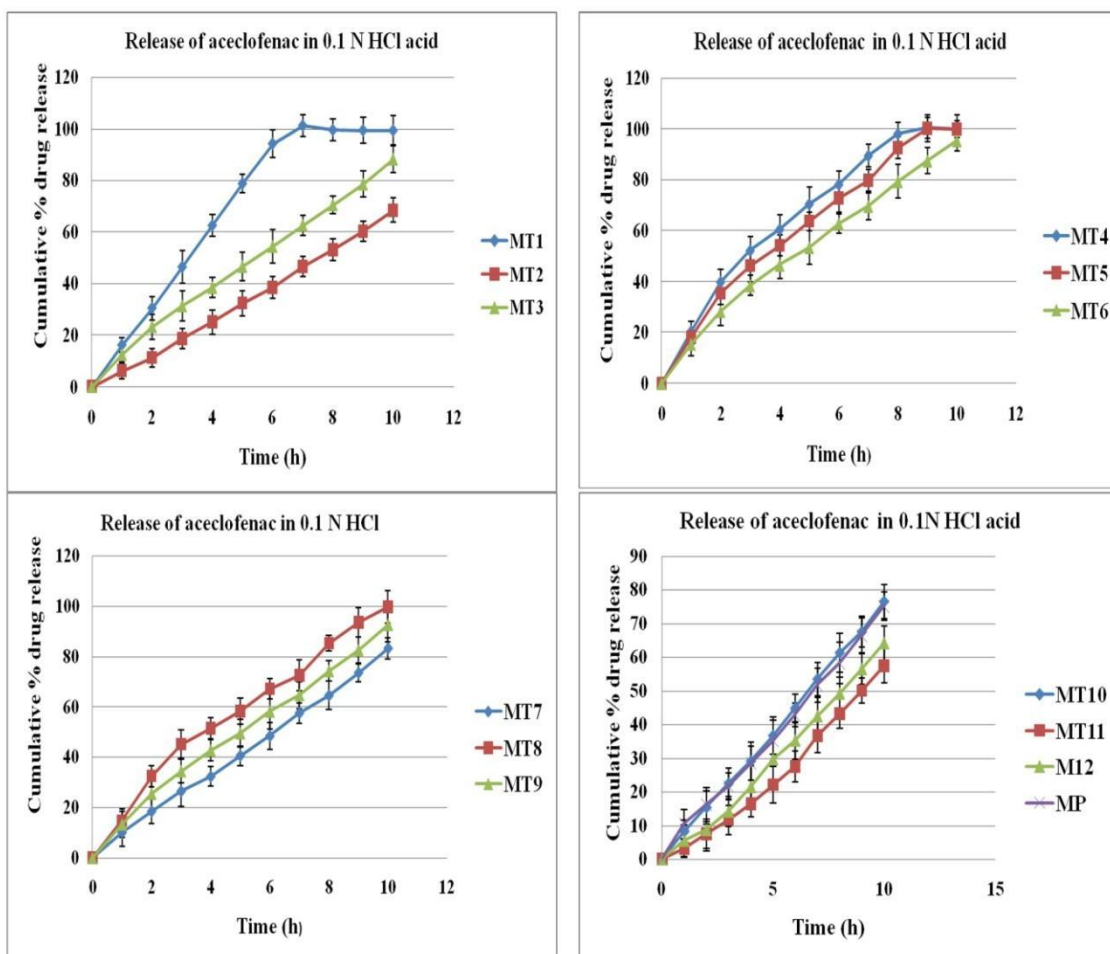 Release of aceclofenac in 0.1 N HCl acid
Cumulative % drug release
120
100
80
60
40
20
0
0 2 4 6 8 10 12
Time (h)
MT1
MT2
MT3
Release of aceclofenac in 0.1 N HCl acid
Cumulative % drug release
120
100
80
60
40
20
0
0 2 4 6 8 10 12
Time (h)
MT4
MT5
MT6
Release of aceclofenac in 0.1 N HCl
Cumulative % drug release
120
100
80
60
40
20
0
0 2 4 6 8 10 12
Time (h)
MT7
MT8
MT9
Release of aceclofenac in 0.1N HCl acid
Cumulative % drug release
90
80
70
60
50
40
30
20
10
0
0 5 10 15
Time (h)
MT10
MT11
M12
MP